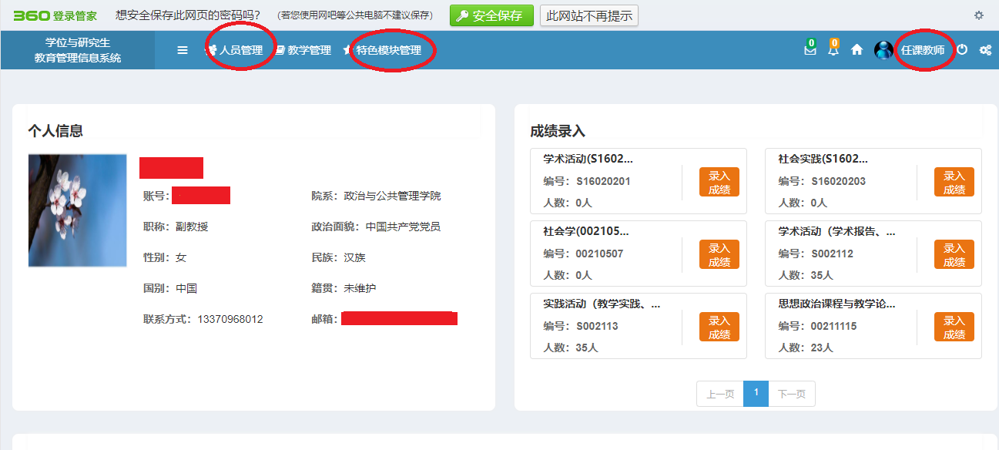 360登录管家 想安全保存此网页的密码吗？ （若您使用网吧等公共电脑不建议保存） 安全保存 此网站不再提示
学位与研究生
教育管理信息系统
人员管理 教学管理 特色模块管理 0 0 任课教师
个人信息
账号：
院系：政治与公共管理学院
职称：副教授
政治面貌：中国共产党党员
性别：女
民族：汉族
国别：中国
籍贯：未维护
联系方式：13370968012
邮箱：
成绩录入
学术活动(S1602...
编号：S16020201
人数：0人
录入
成绩
社会实践(S1602...
编号：S16020203
人数：0人
录入
成绩
社会学(002105...
编号：00210507
人数：0人
录入
成绩
学术活动（学术报告、...
编号：S002112
人数：35人
录入
成绩
实践活动（教学实践、...
编号：S002113
人数：35人
录入
成绩
思想政治课程与教学论...
编号：00211115
人数：23人
录入
成绩
上一页 1 下一页